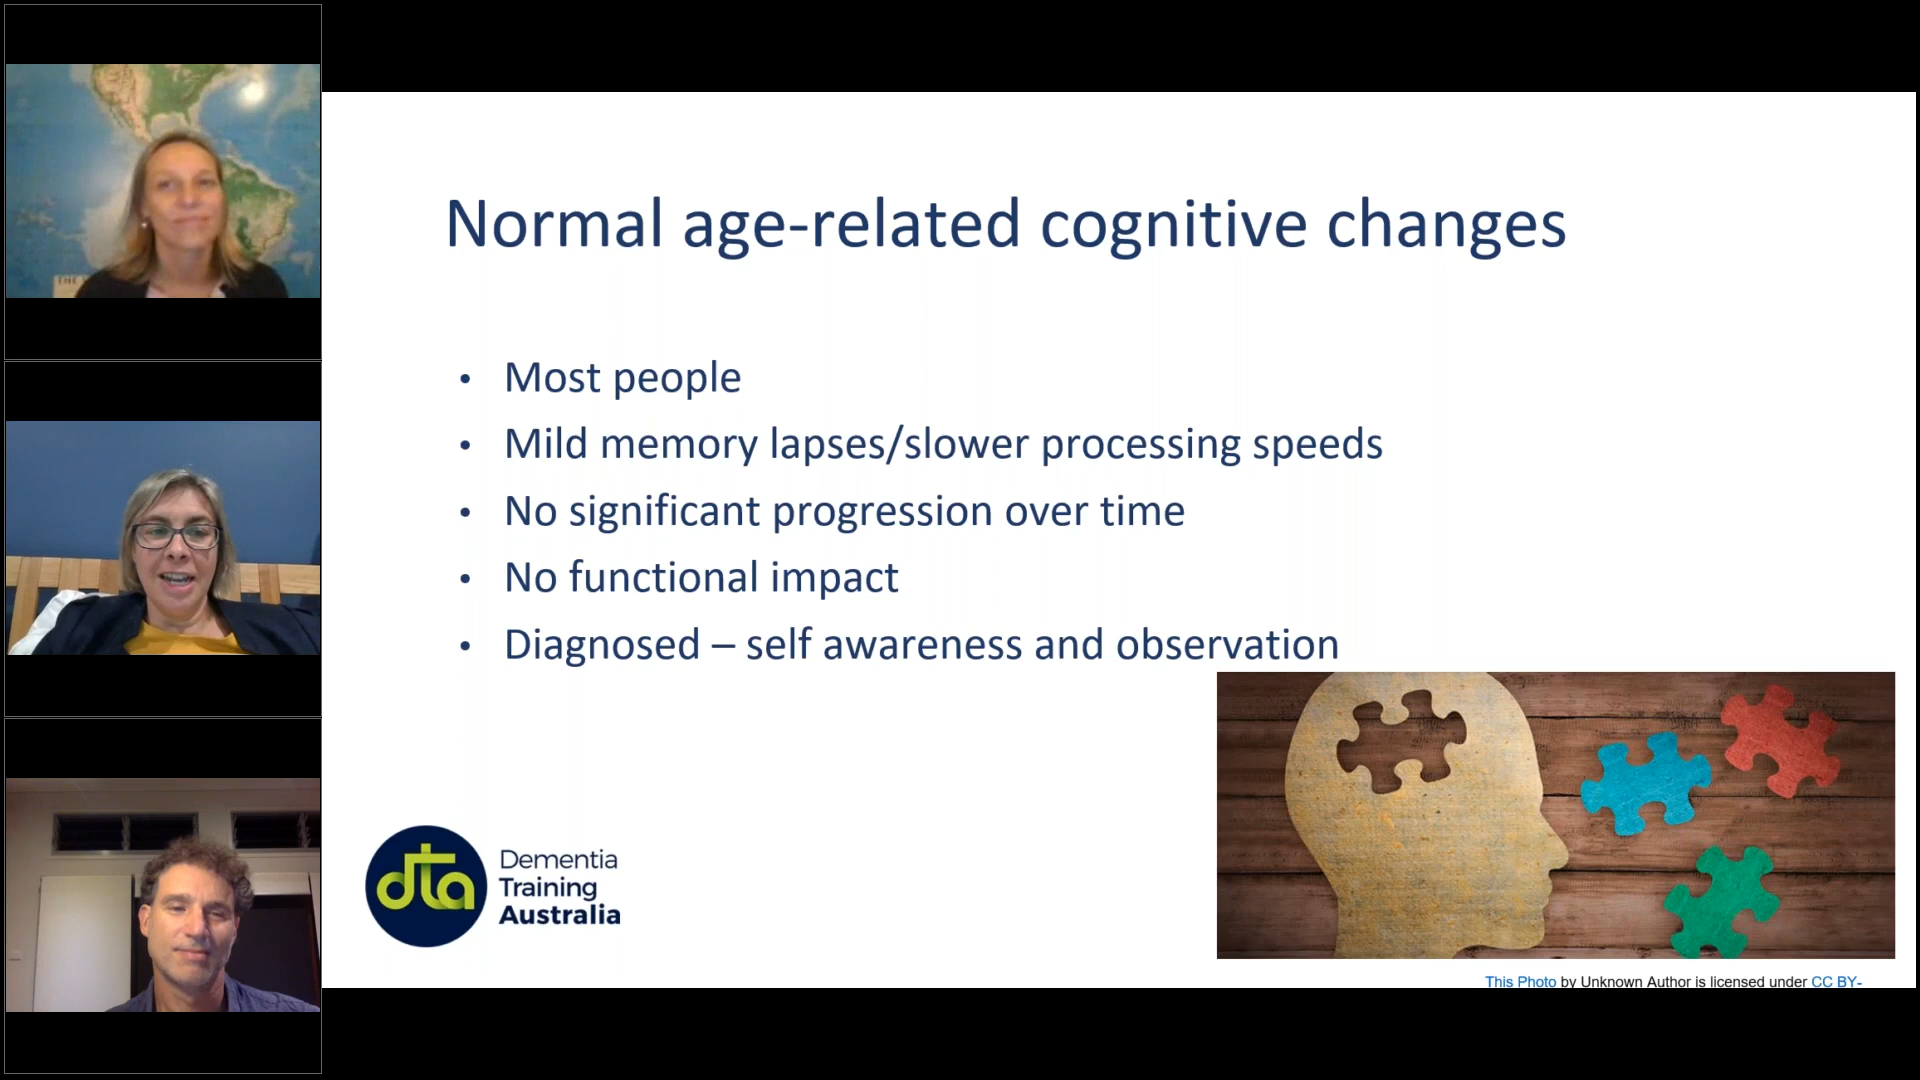 Normal age-related cognitive changes
• Most people
• Mild memory lapses/slower processing speeds
• No significant progression over time
• No functional impact
• Diagnosed – self awareness and observation
dta
Dementia
Training
Australia
This Photo by Unknown Author is licensed under CC BY-
THE